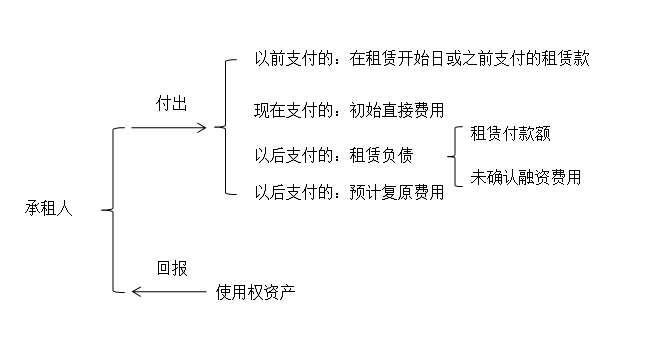 以前支付的：在租赁开始日或之前支付的租赁款
付出
现在支付的：初始直接费用
租赁付款额
以后支付的：租赁负债
未确认融资费用
以后支付的：预计复原费用
承租人
回报
使用权资产